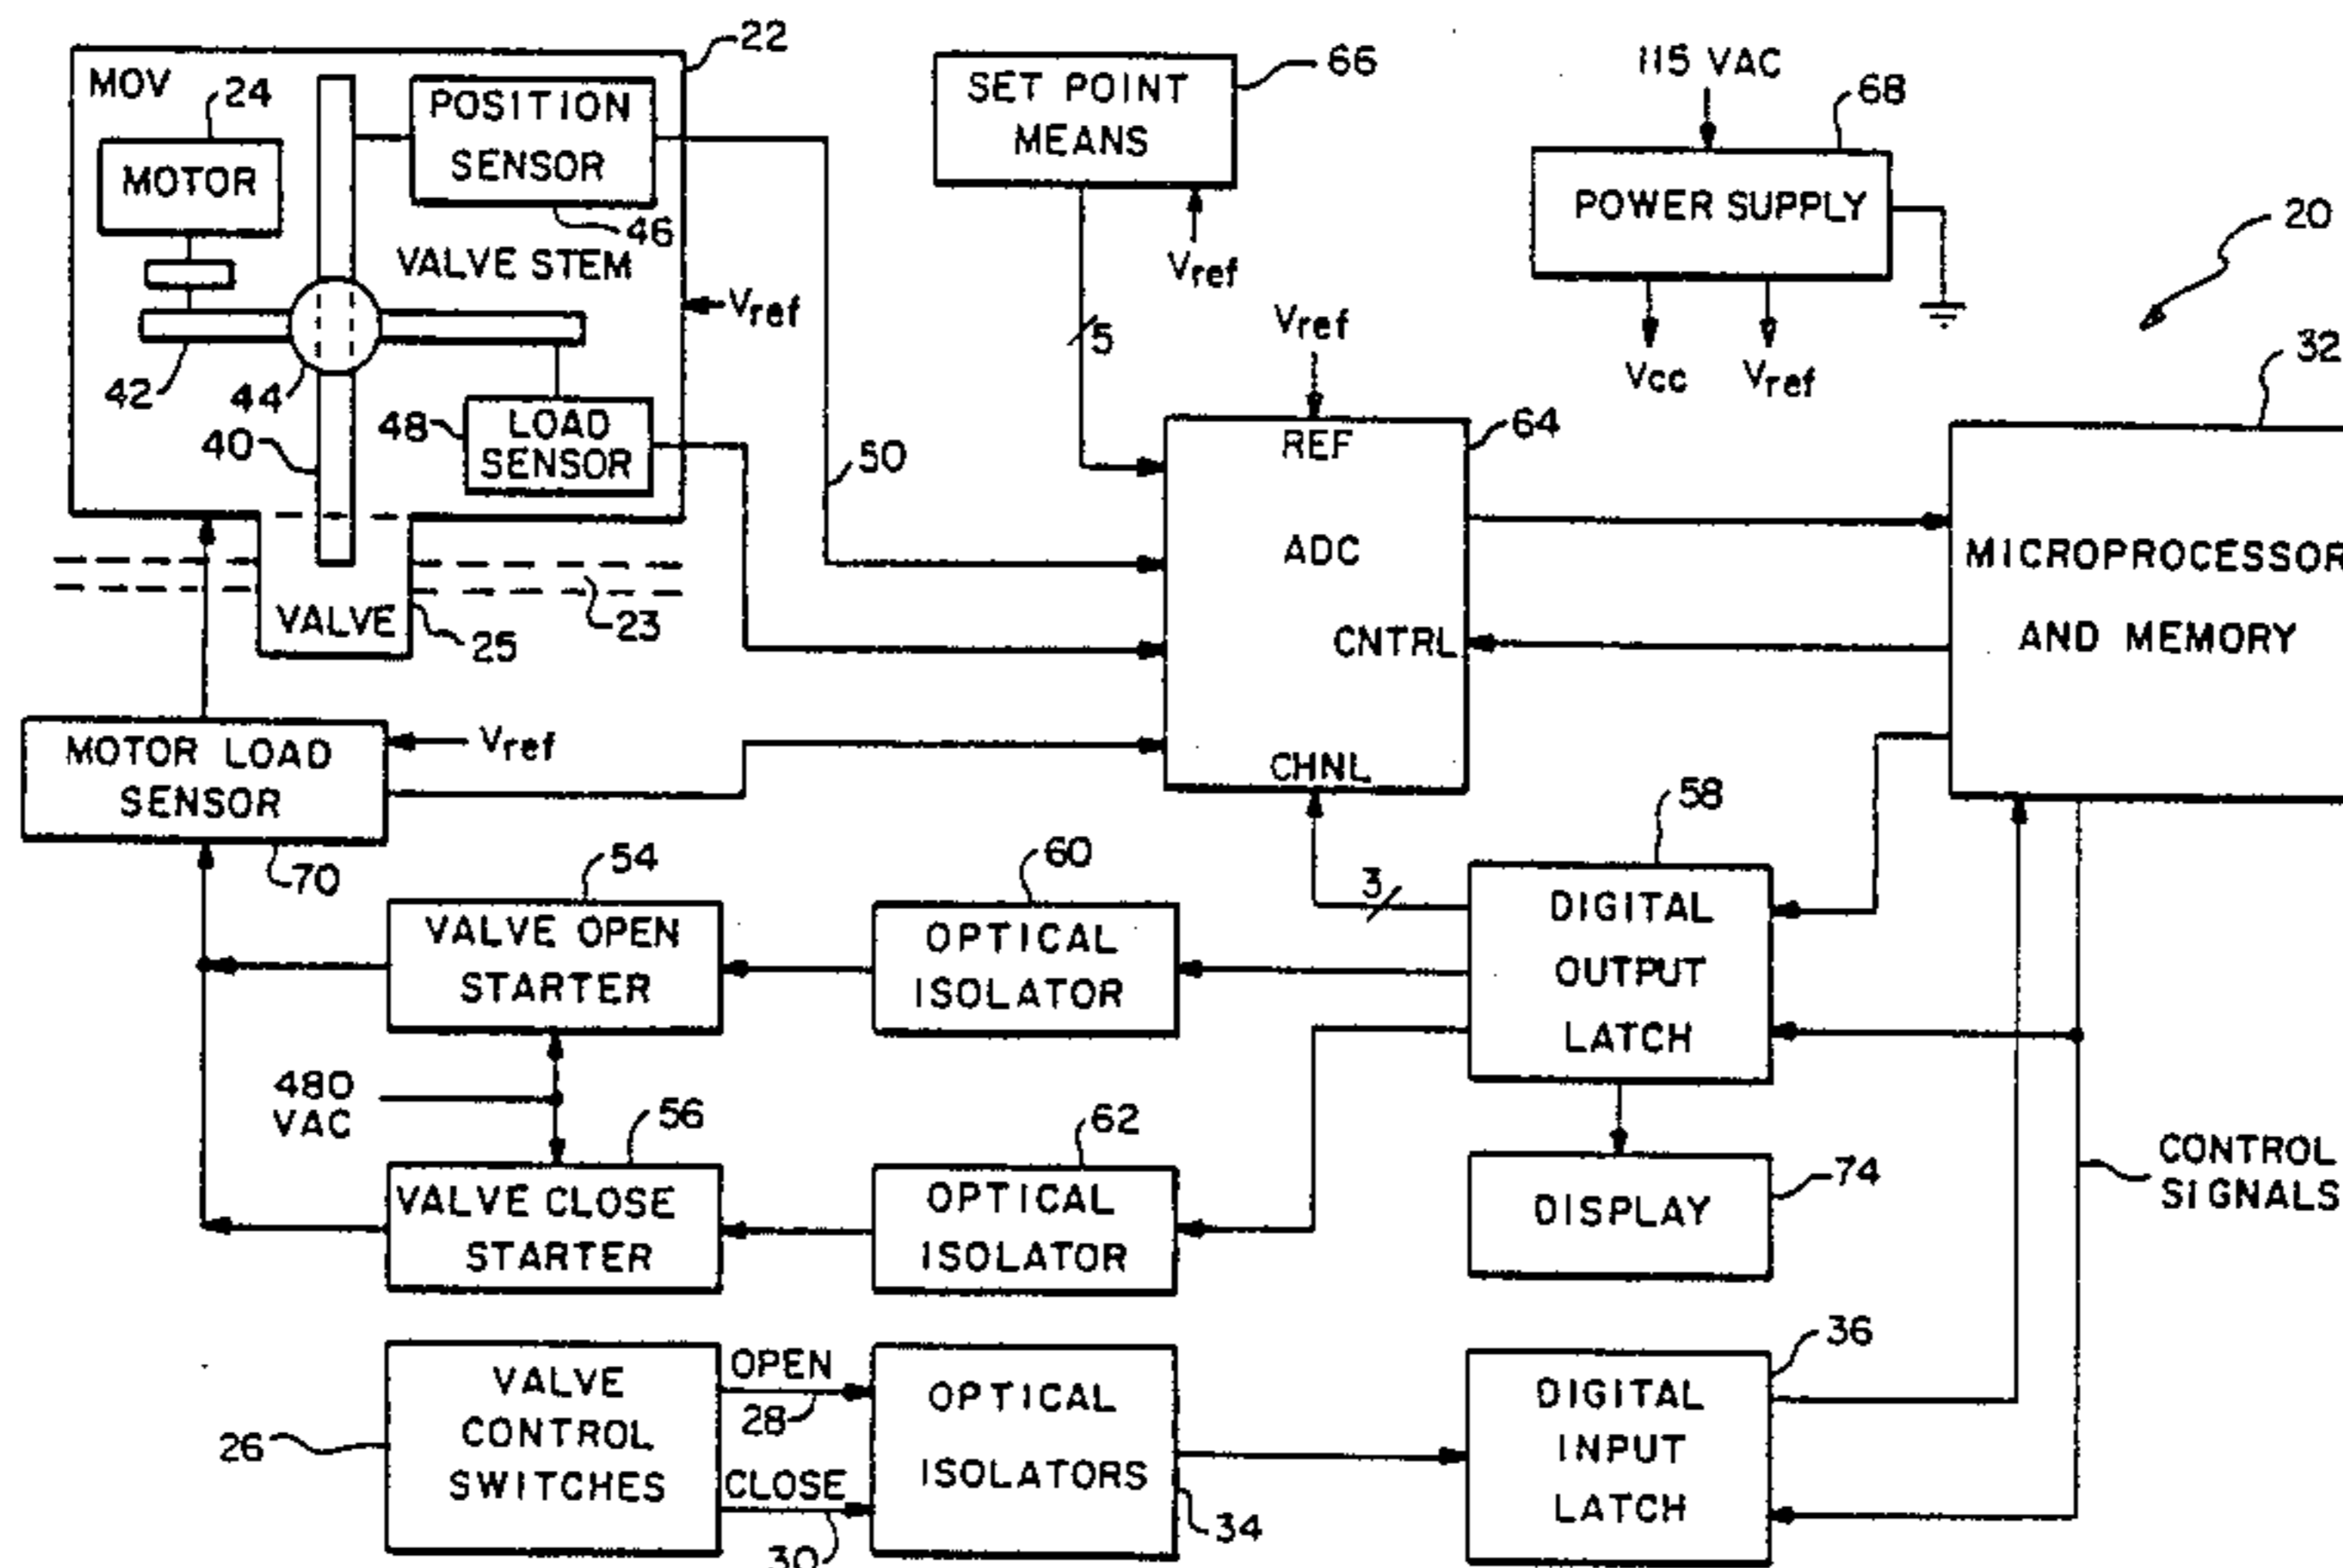 MOV
22
24
MOTOR
POSITION
SENSOR
46
VALVE STEM
Vref
42
44
40
48
LOAD
SENSOR
50
VALVE
25
23
SET POINT
MEANS
66
Vref
5
115 VAC
68
POWER SUPPLY
Vcc
Vref
20
Vref
REF
64
ADC
CNTRL
CHNL
32
MICROPROCESSOR
AND MEMORY
MOTOR LOAD
SENSOR
Vref
70
54
VALVE OPEN
STARTER
60
OPTICAL
ISOLATOR
3
58
DIGITAL
OUTPUT
LATCH
480
VAC
56
VALVE CLOSE
STARTER
62
OPTICAL
ISOLATOR
DISPLAY
74
CONTROL
SIGNALS
26
VALVE
CONTROL
SWITCHES
OPEN
28
CLOSE
30
OPTICAL
ISOLATORS
34
36
DIGITAL
INPUT
LATCH